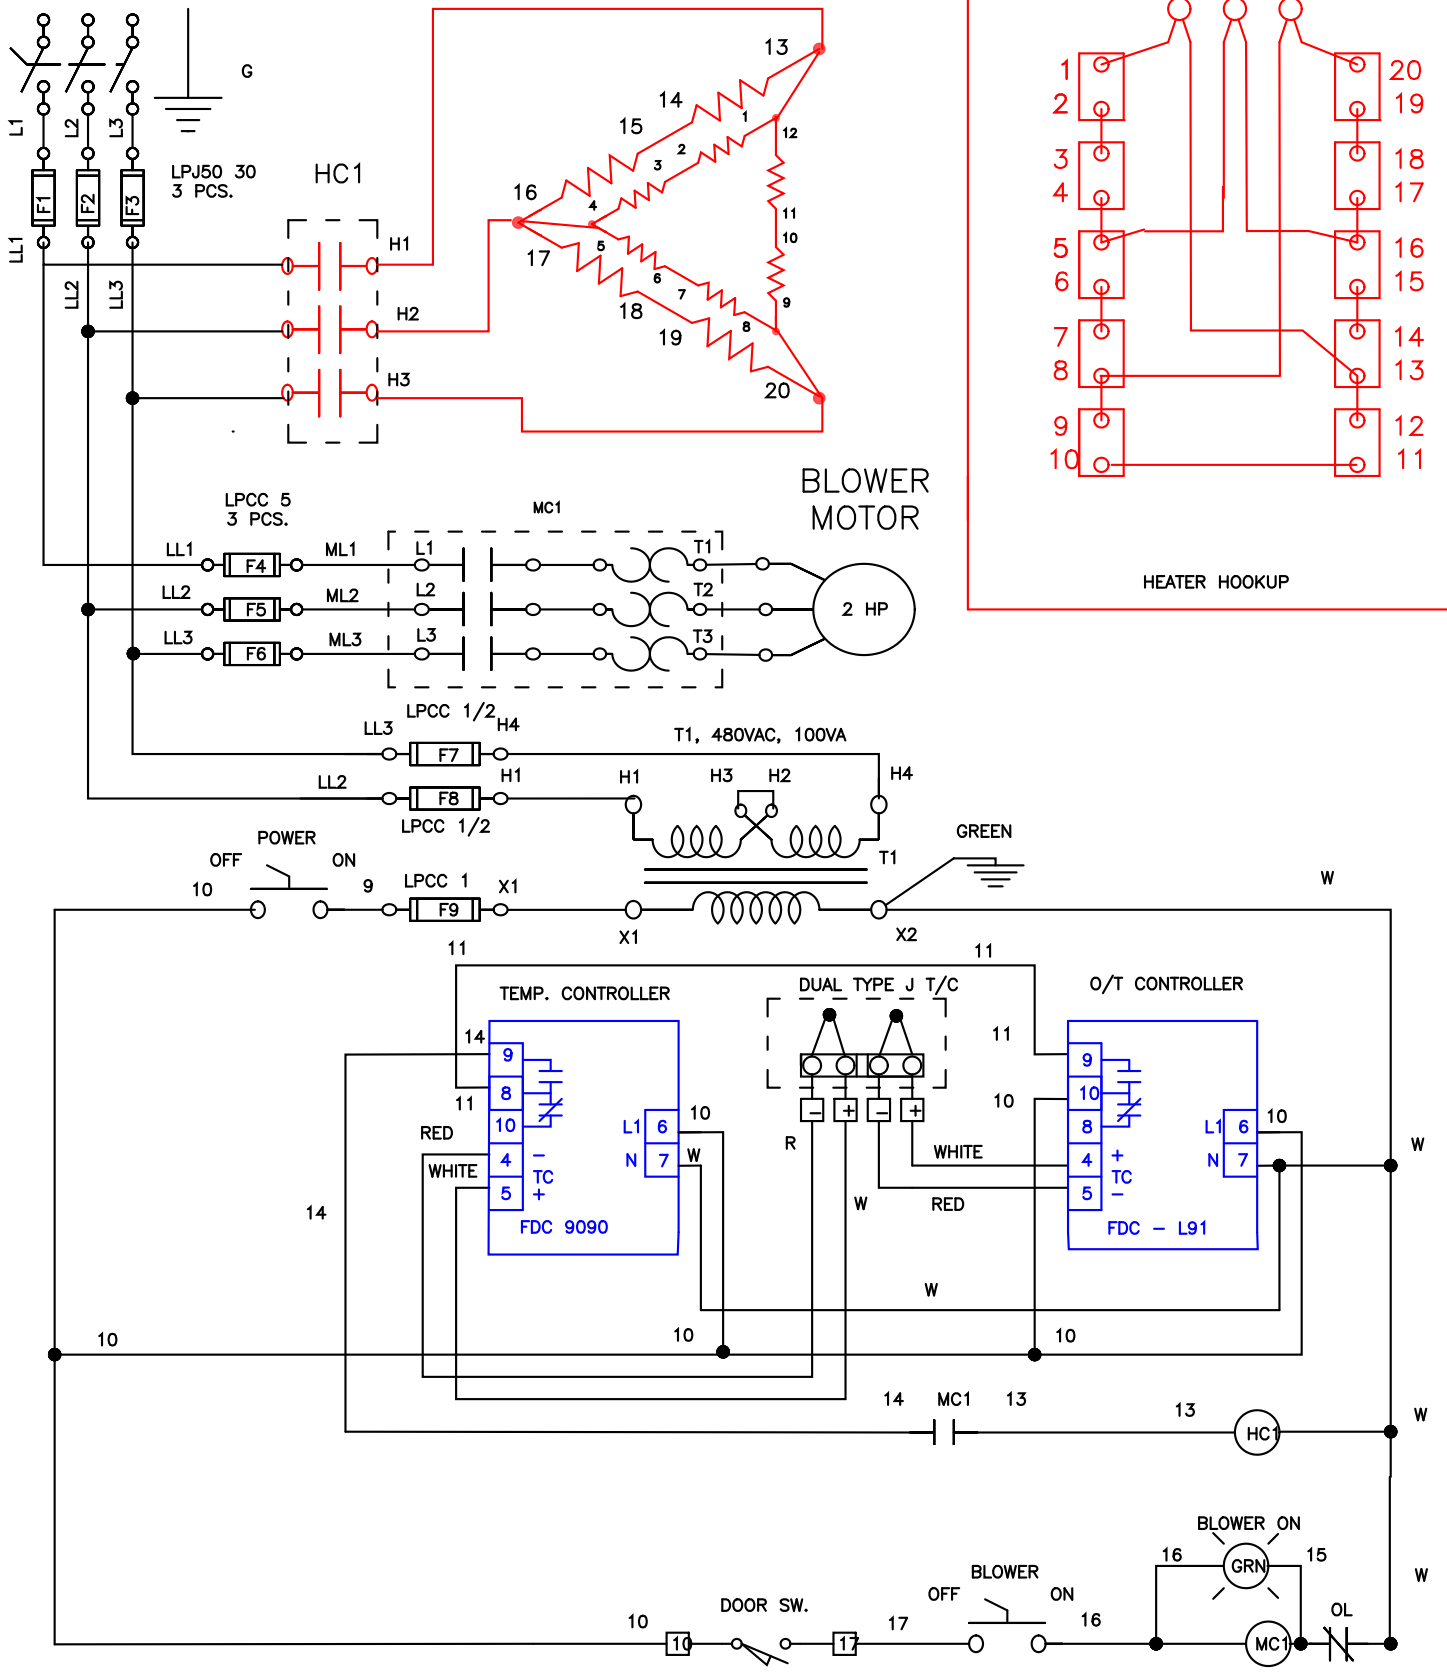 G
L1
L2
L3
F1
F2
F3
LPJ50 30
3 PCS.
LL1
LL2
LL3
HC1
H1
H2
H3
13
14
15
16
17
18
19
20
1
2
3
4
5
6
7
8
9
10
11
12
1
2
3
4
5
6
7
8
9
10
20
19
18
17
16
15
14
13
12
11
HEATER HOOKUP
BLOWER
MOTOR
LPCC 5
3 PCS.
MC1
LL1 F4 ML1 L1 T1
LL2 F5 ML2 L2 T2 2 HP
LL3 F6 ML3 L3 T3
LPCC 1/2
LL3 F7 H4
T1, 480VAC, 100VA
LL2 F8 H1
LPCC 1/2
H1 H3 H2 H4
T1
GREEN
POWER
OFF ON
10 9
LPCC 1
F9 X1
X1 X2
W
11 11
TEMP. CONTROLLER
DUAL TYPE J T/C
O/T CONTROLLER
14 9
8
11
10
RED
4 -
WHITE
TC
5 +
L1 6 10
N 7 W
FDC 9090
- + - +
R
W
WHITE
RED
11 9
10 10
8
4 +
TC
5 -
L1 6 10
N 7
FDC - L91
W
14
W
10 10 10
14 MC1 13 13 HC1
W
BLOWER ON
16 GRN 15
W
DOOR SW.
BLOWER
OFF ON
10 10 17 17 16 MC1 OL